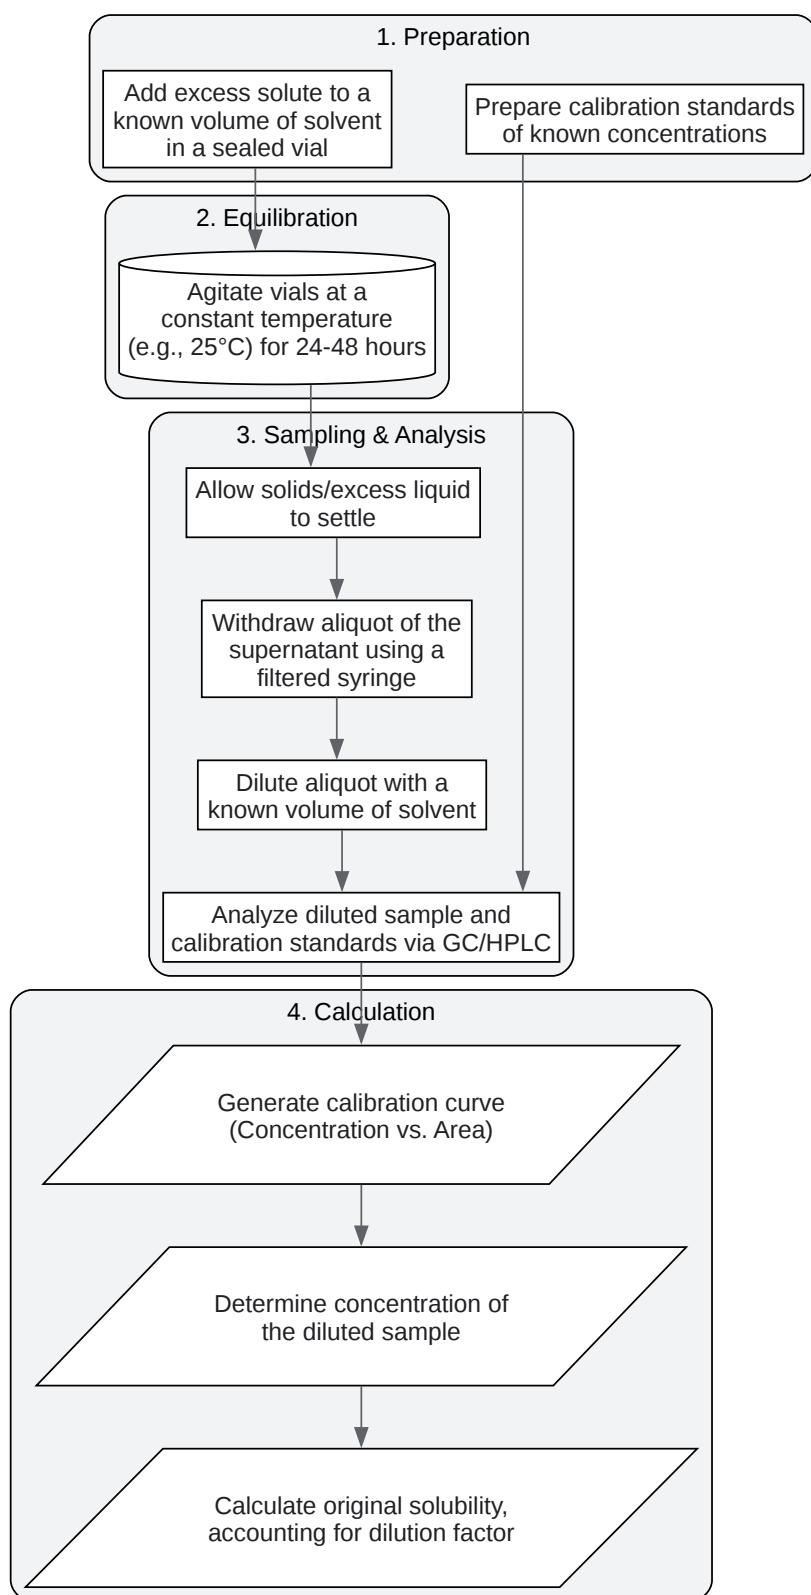 1. Preparation
Add excess solute to a
known volume of solvent
in a sealed vial
Prepare calibration standards
of known concentrations
2. Equilibration
Agitate vials at a
constant temperature
(e.g., 25°C) for 24-48 hours
3. Sampling & Analysis
Allow solids/excess liquid
to settle
Withdraw aliquot of the
supernatant using a
filtered syringe
Dilute aliquot with a
known volume of solvent
Analyze diluted sample and
calibration standards via GC/HPLC
4. Calculation
Generate calibration curve
(Concentration vs. Area)
Determine concentration of
the diluted sample
Calculate original solubility,
accounting for dilution factor